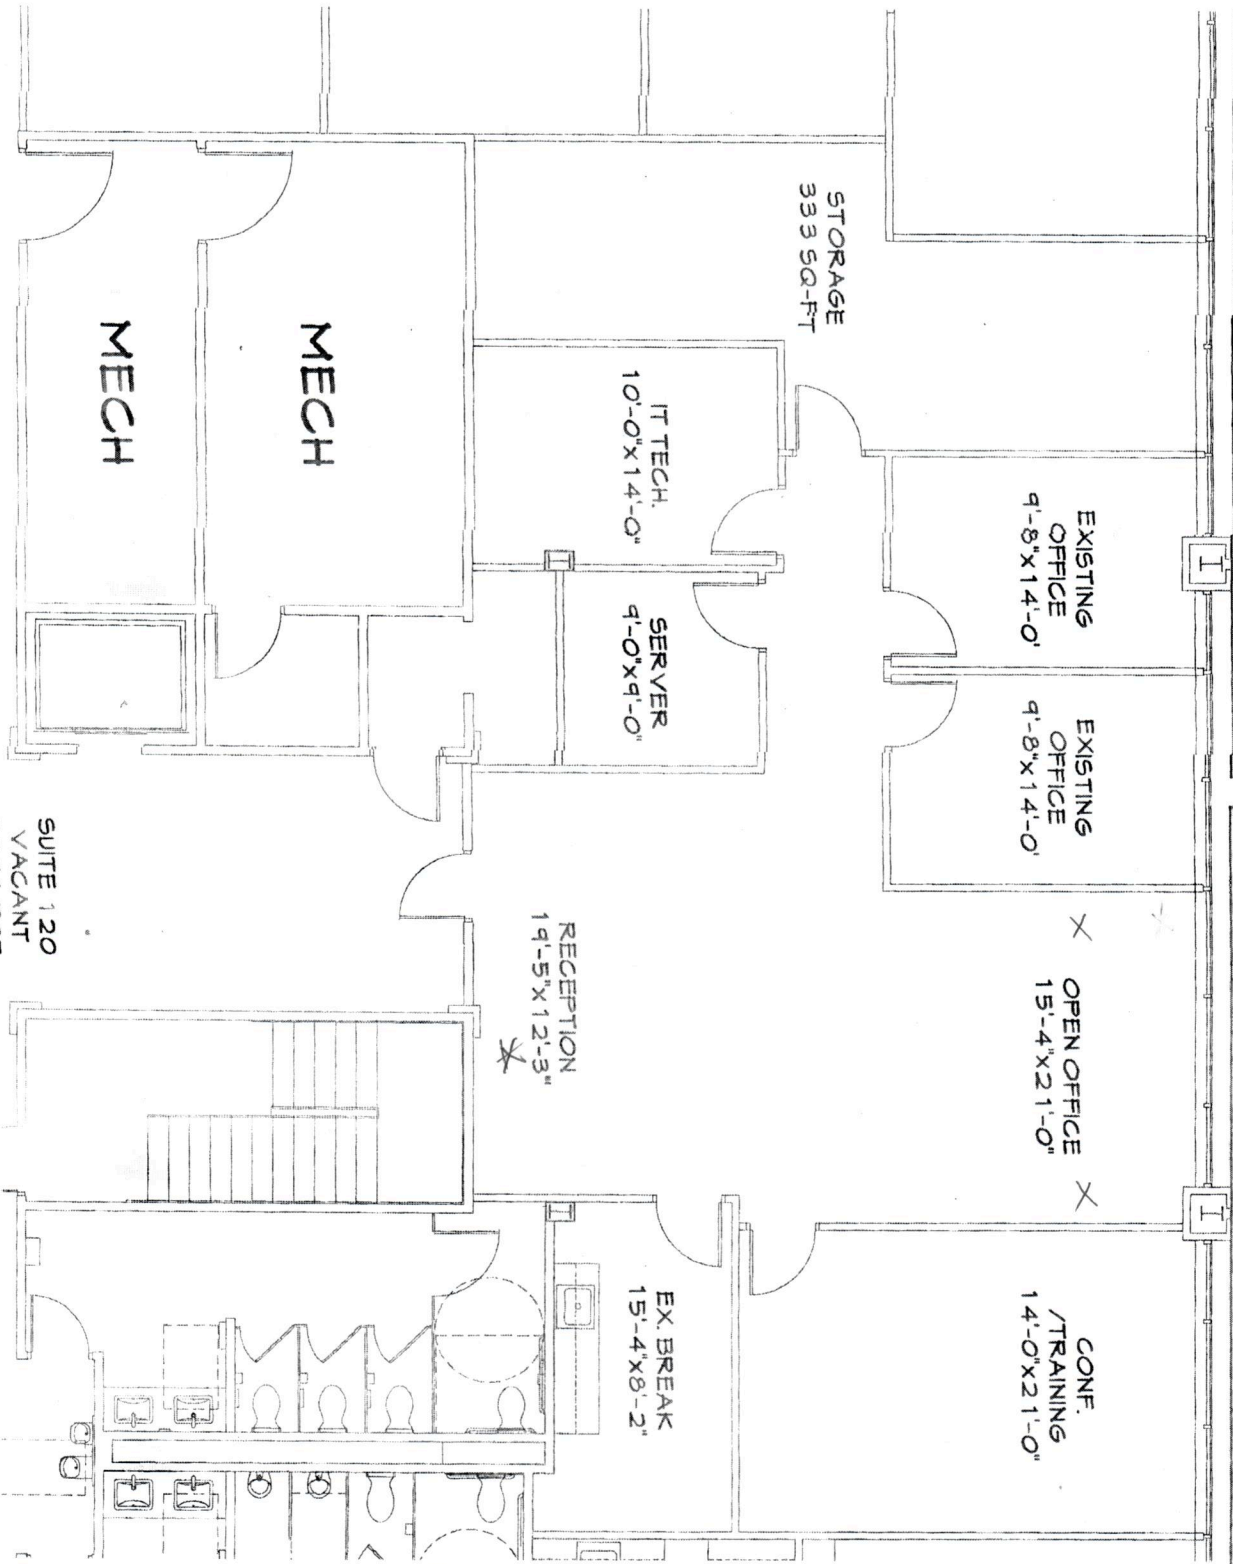 EXISTING
OFFICE
9'-8"x14'-0'
EXISTING
OFFICE
9'-8"x14'-0'
OPEN OFFICE
15'-4"x21'-0"
CONF.
/TRAINING
14'-0"x21'-0"
STORAGE
333 SQ-FT
IT TECH.
10'-0"x14'-0"
SERVER
9'-0"x9'-0"
EX. BREAK
15'-4"x8'-2"
RECEPTION
19'-5"x12'-3"
MECH
MECH
SUITE 120
VACANT